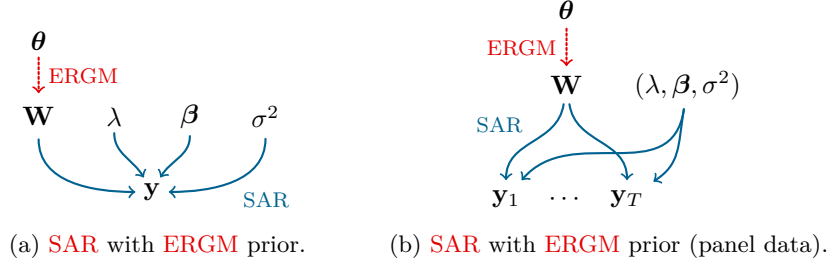 θ
ERGM
W λ β σ²
y
SAR
(a) SAR with ERGM prior.
θ
ERGM
W (λ, β, σ²)
SAR
y₁ … y_T
(b) SAR with ERGM prior (panel data).